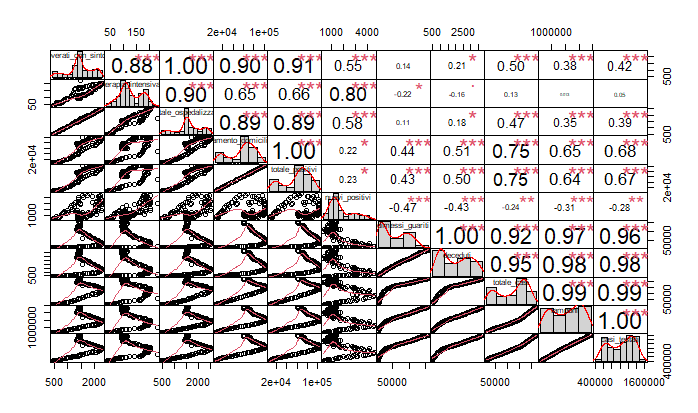 50 150 2e+04 1e+05 1000 4000 500 2500 1000000
0.88 *** 1.00 *** 0.90 *** 0.91 *** 0.55 *** 0.14 0.21 * 0.50 *** 0.38 *** 0.42 *** 500
50 0.90 *** 0.65 *** 0.66 *** 0.80 *** -0.22 * -0.16 . 0.13 0.05
0.89 *** 0.89 *** 0.58 *** 0.11 0.18 * 0.47 *** 0.35 *** 0.39 *** 500
2e+04 1.00 *** 0.22 * 0.44 *** 0.51 *** 0.75 *** 0.65 *** 0.68 ***
totale_positivi 0.23 * 0.43 *** 0.50 *** 0.75 *** 0.64 *** 0.67 *** 2e+04
1000 -0.47 *** -0.43 *** -0.24 ** -0.31 *** -0.28 **
1.00 *** 0.92 *** 0.97 *** 0.96 *** 50000
500 0.95 *** 0.98 *** 0.98 ***
0.99 *** 0.99 *** 50000
1000000 1.00 ***
400000
500 2000 500 2000 2e+04 1e+05 50000 50000 400000 1600000